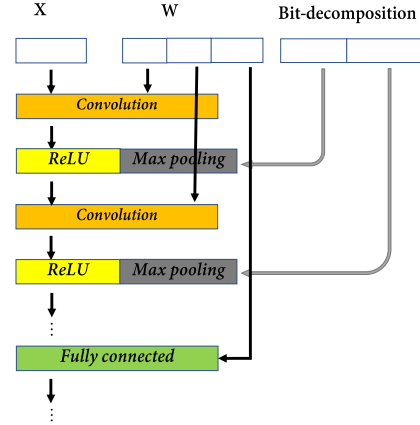 X W Bit-decomposition
Convolution
ReLU Max pooling
Convolution
ReLU Max pooling
⋮
Fully connected
⋮